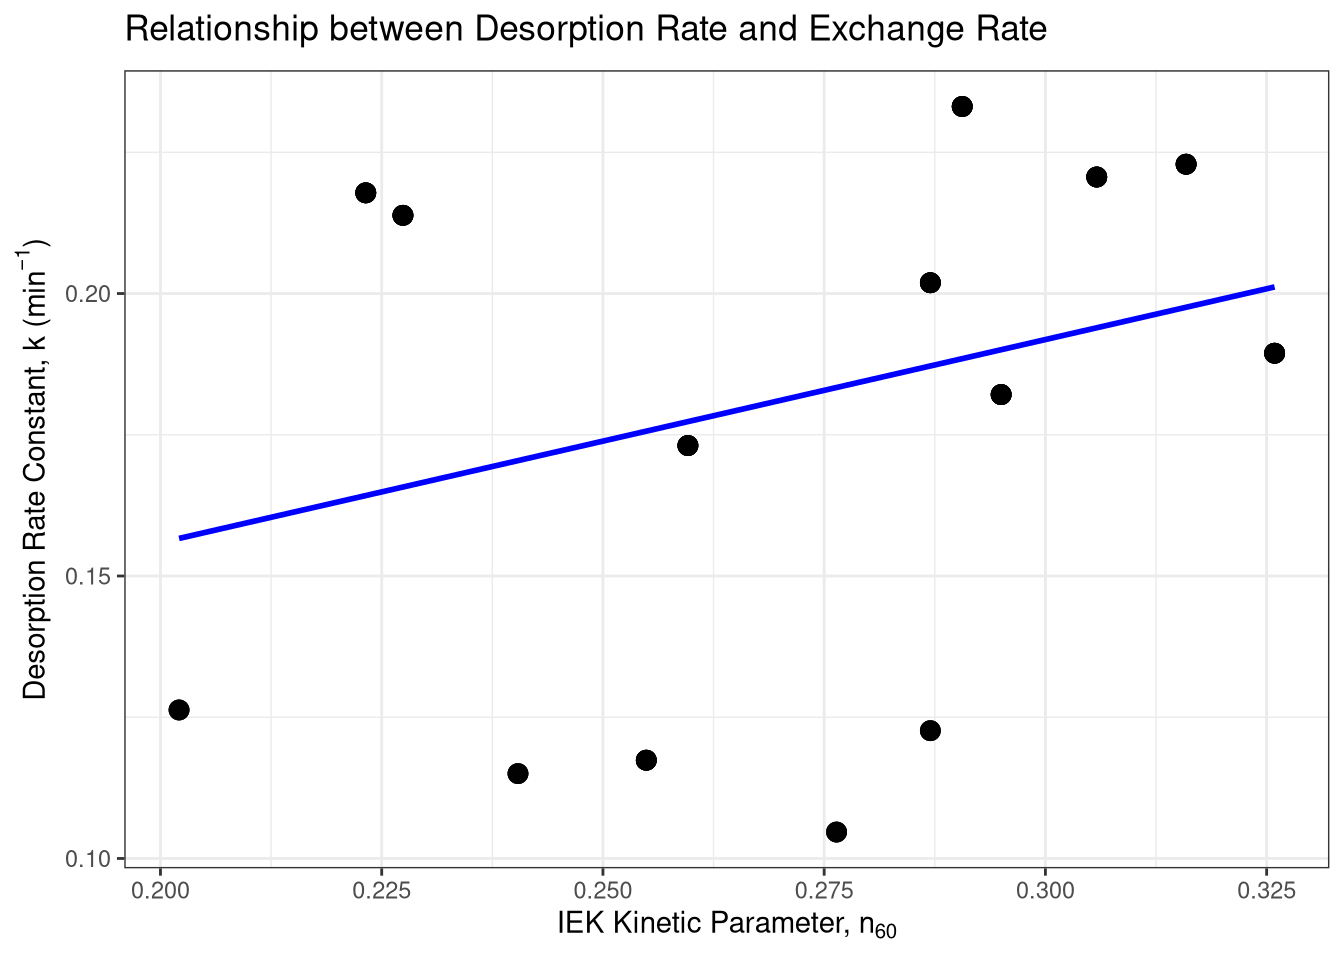 Relationship between Desorption Rate and Exchange Rate
Desorption Rate Constant, k (min⁻¹)
0.20
0.15
0.10
0.200 0.225 0.250 0.275 0.300 0.325
IEK Kinetic Parameter, n₆₀